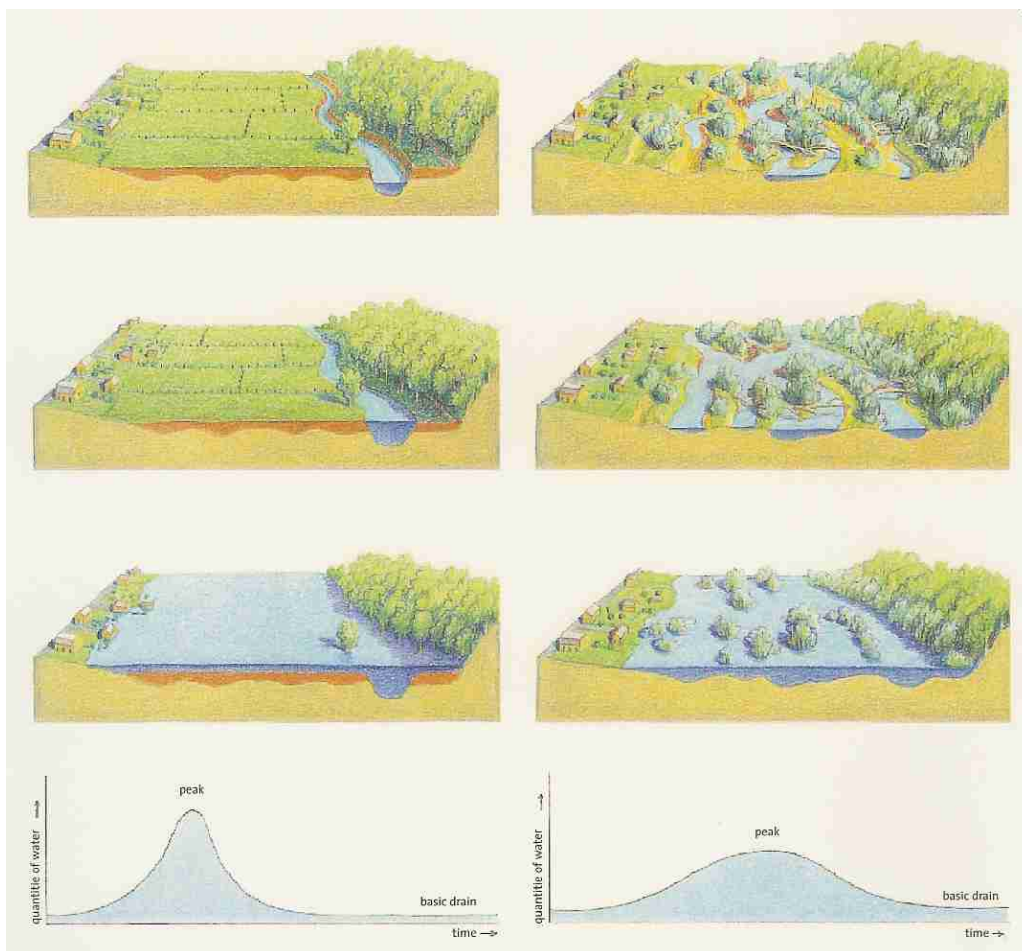 peak
quantitie of water
basic drain
time
peak
quantitie of water
basic drain
time